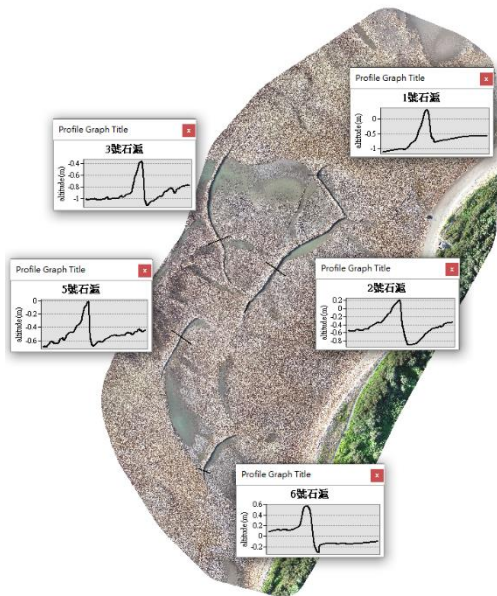 Profile Graph Title
x
1號石滬
altitude(m)
0
-0.5
-1
Profile Graph Title
x
3號石滬
altitude(m)
-0.4
-0.6
-0.8
-1
Profile Graph Title
x
5號石滬
altitude(m)
0
-0.2
-0.4
-0.6
Profile Graph Title
x
2號石滬
altitude(m)
0.2
0
-0.2
-0.4
-0.6
-0.8
Profile Graph Title
x
6號石滬
altitude(m)
0.6
0.4
0.2
0
-0.2